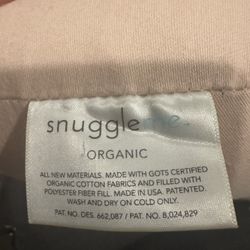 snuggle me.
ORGANIC
ALL NEW MATERIALS. MADE WITH GOTS CERTIFIED
ORGANIC COTTON FABRICS AND FILLED WITH
POLYESTER FIBER FILL. MADE IN USA. PATENTED.
WASH AND DRY ON COLD ONLY.
PAT. NO. DES. 662,087 / PAT. NO. 8,024,829